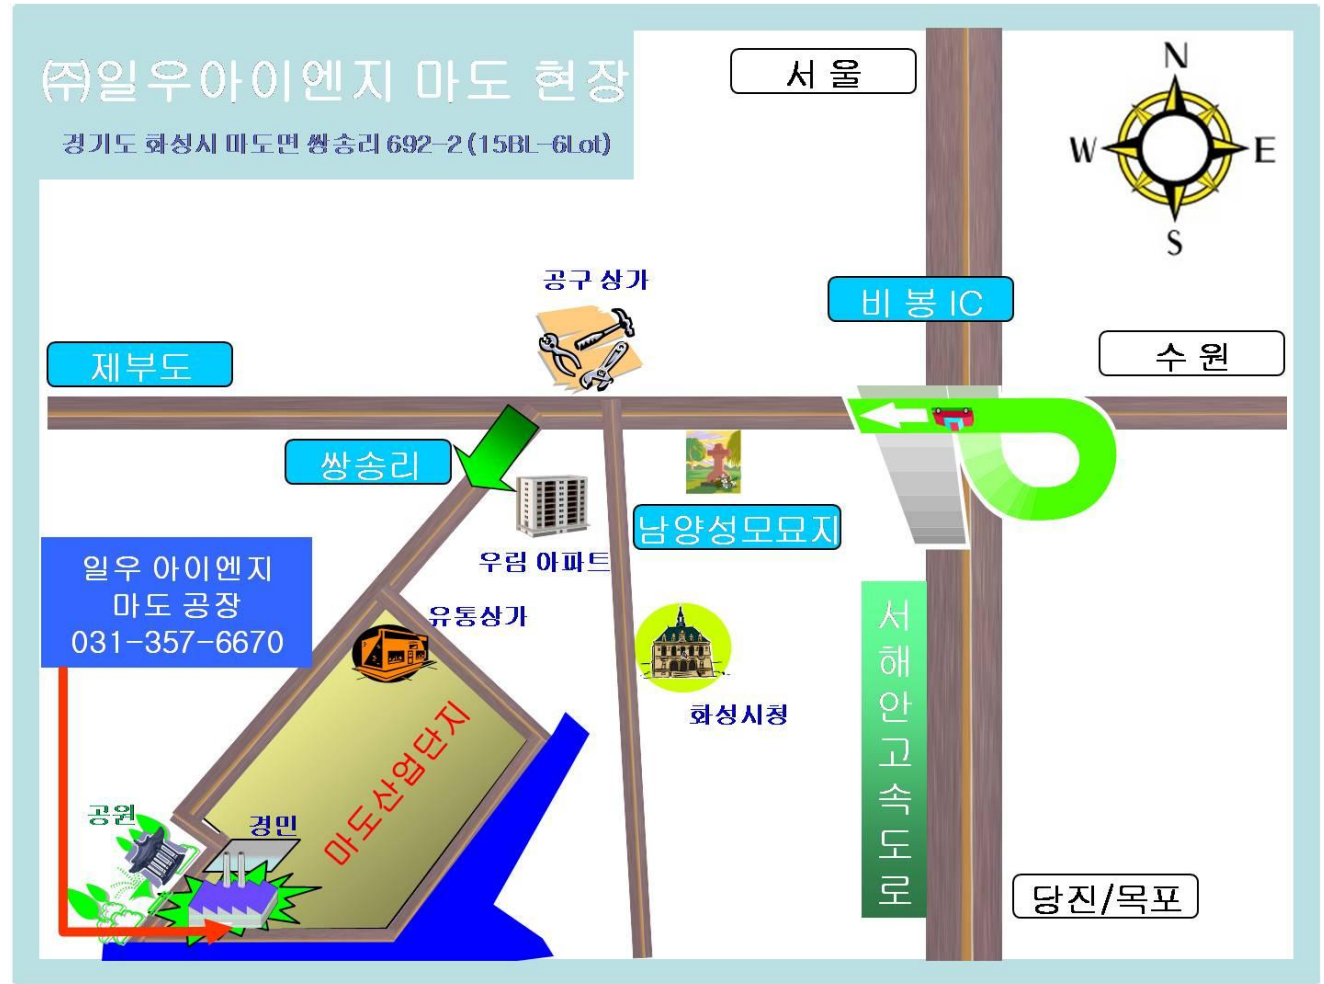 ㈜일우아이엔지 마도 현장
경기도 화성시 마도면 쌍송리 692-2 (15BL-6Lot)
서 울
N
W
E
S
공구 상가
비 봉 IC
제부도
수 원
쌍송리
남양성모묘지
우림 아파트
일우 아이엔지
마도 공장
031-357-6670
유통상가
서해안고속도로
화성시청
마도산업단지
공원
경민
당진/목포